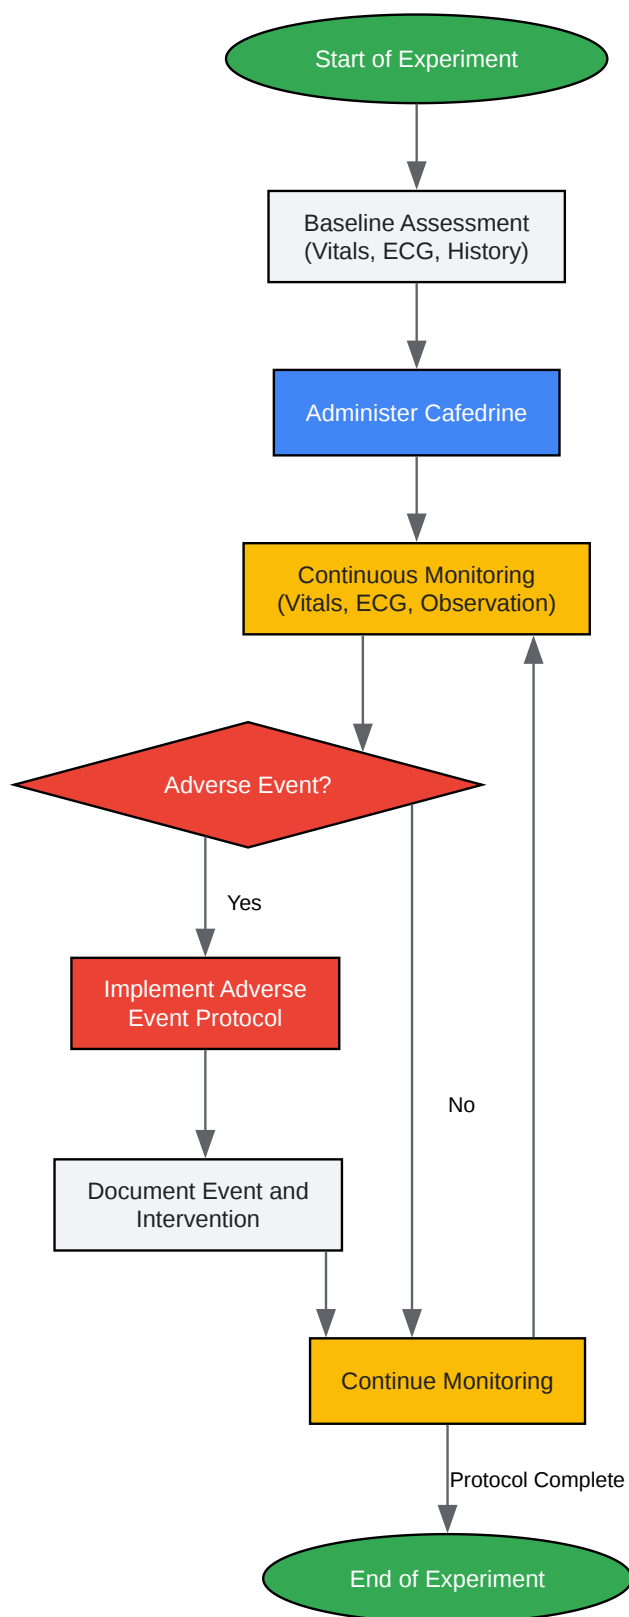 Start of Experiment
Baseline Assessment
(Vitals, ECG, History)
Administer Cafedrine
Continuous Monitoring
(Vitals, ECG, Observation)
Adverse Event?
Yes
Implement Adverse
Event Protocol
No
Document Event and
Intervention
Continue Monitoring
Protocol Complete
End of Experiment